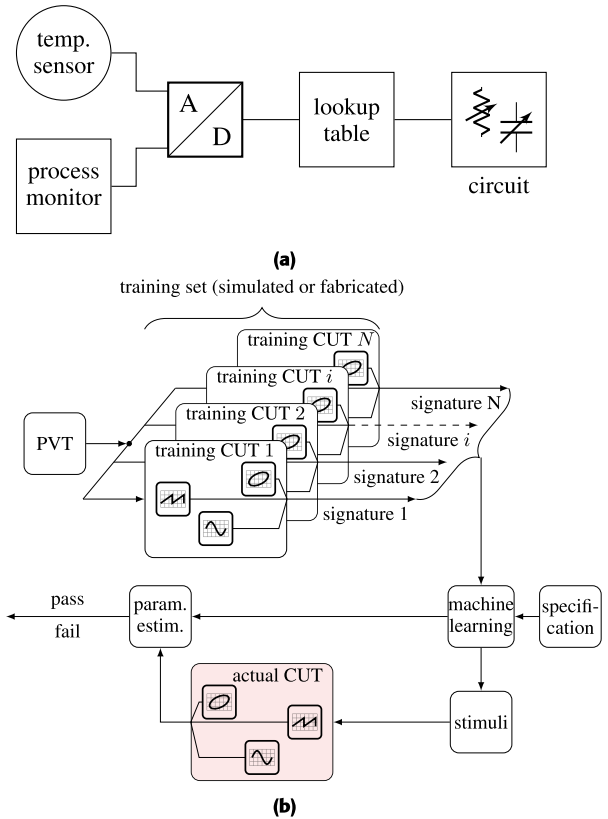 temp.
sensor
A
D
lookup
table
process
monitor
circuit
(a)
training set (simulated or fabricated)
training CUT N
training CUT i
signature N
training CUT 2
signature i
PVT
training CUT 1
signature 2
signature 1
pass
fail
param.
estim.
machine
learning
specifi-
cation
actual CUT
stimuli
(b)